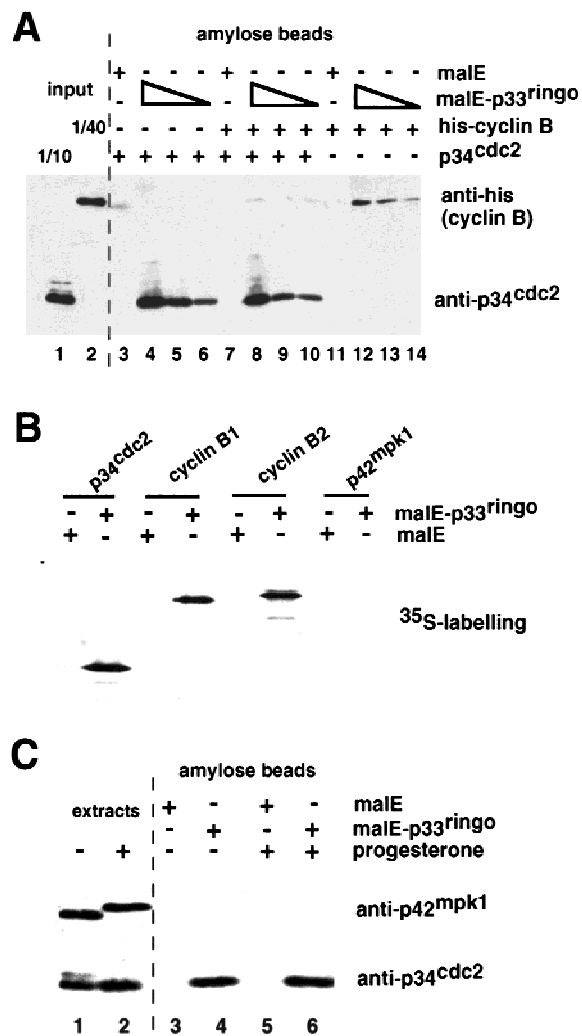 A
amylose beads
+ - - - + - - - + - - - malE
input - - - malE-p33ringo
1/40 - - - - + + + + + + + + his-cyclin B
1/10 + + + + + + + + - - - - p34cdc2
anti-his
(cyclin B)
anti-p34cdc2
1 2 3 4 5 6 7 8 9 10 11 12 13 14
B
p34cdc2 cyclin B1 cyclin B2 p42mpk1
- + - + - + - + malE-p33ringo
+ - + - + - + - malE
35S-labelling
C
amylose beads
+ - + - malE
extracts - + - + malE-p33ringo
- + - - + + progesterone
anti-p42mpk1
anti-p34cdc2
1 2 3 4 5 6